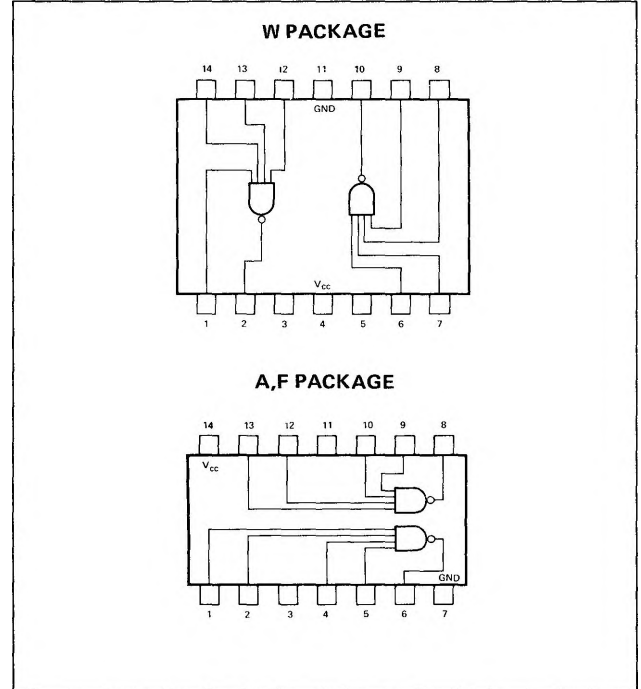 W PACKAGE
14 13 12 11 10 9 8
GND
Vcc
1 2 3 4 5 6 7
A,F PACKAGE
14 13 12 11 10 9 8
Vcc
GND
1 2 3 4 5 6 7